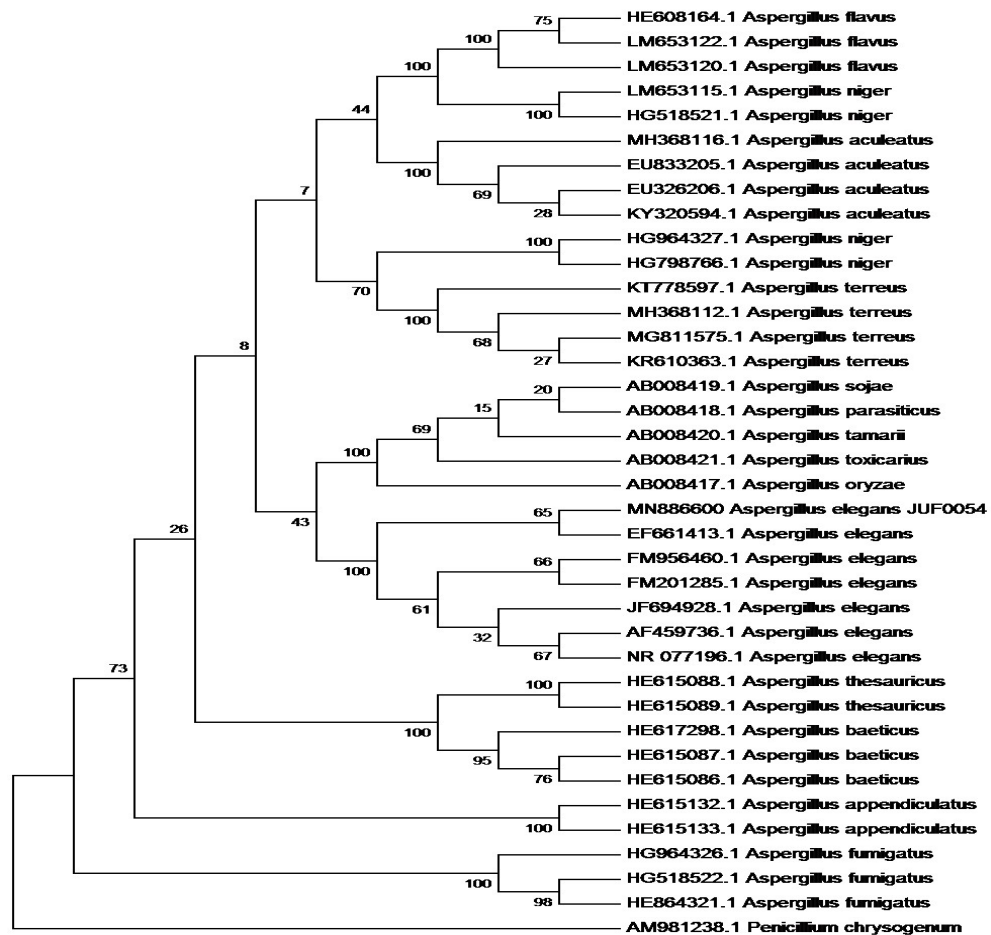 75
HE608164.1 Aspergillus flavus
100
LM653122.1 Aspergillus flavus
100
LM653120.1 Aspergillus flavus
LM653115.1 Aspergillus niger
44
100
HG518521.1 Aspergillus niger
MH368116.1 Aspergillus aculeatus
100
EU833205.1 Aspergillus aculeatus
7
69
EU326206.1 Aspergillus aculeatus
28
KY320594.1 Aspergillus aculeatus
100
HG964327.1 Aspergillus niger
HG798766.1 Aspergillus niger
70
KT778597.1 Aspergillus terreus
100
MH368112.1 Aspergillus terreus
68
MG811575.1 Aspergillus terreus
8
27
KR610363.1 Aspergillus terreus
20
AB008419.1 Aspergillus sojae
15
AB008418.1 Aspergillus parasiticus
69
AB008420.1 Aspergillus tamarii
100
AB008421.1 Aspergillus toxicarius
AB008417.1 Aspergillus oryzae
43
65
MN886600 Aspergillus elegans JUF0054
26
EF661413.1 Aspergillus elegans
100
66
FM956460.1 Aspergillus elegans
FM201285.1 Aspergillus elegans
61
JF694928.1 Aspergillus elegans
32
AF459736.1 Aspergillus elegans
67
NR 077196.1 Aspergillus elegans
73
100
HE615088.1 Aspergillus thesauricus
HE615089.1 Aspergillus thesauricus
100
HE617298.1 Aspergillus baeticus
95
HE615087.1 Aspergillus baeticus
76
HE615086.1 Aspergillus baeticus
HE615132.1 Aspergillus appendiculatus
100
HE615133.1 Aspergillus appendiculatus
HG964326.1 Aspergillus fumigatus
100
HG518522.1 Aspergillus fumigatus
98
HE864321.1 Aspergillus fumigatus
AM981238.1 Penicillium chrysogenum